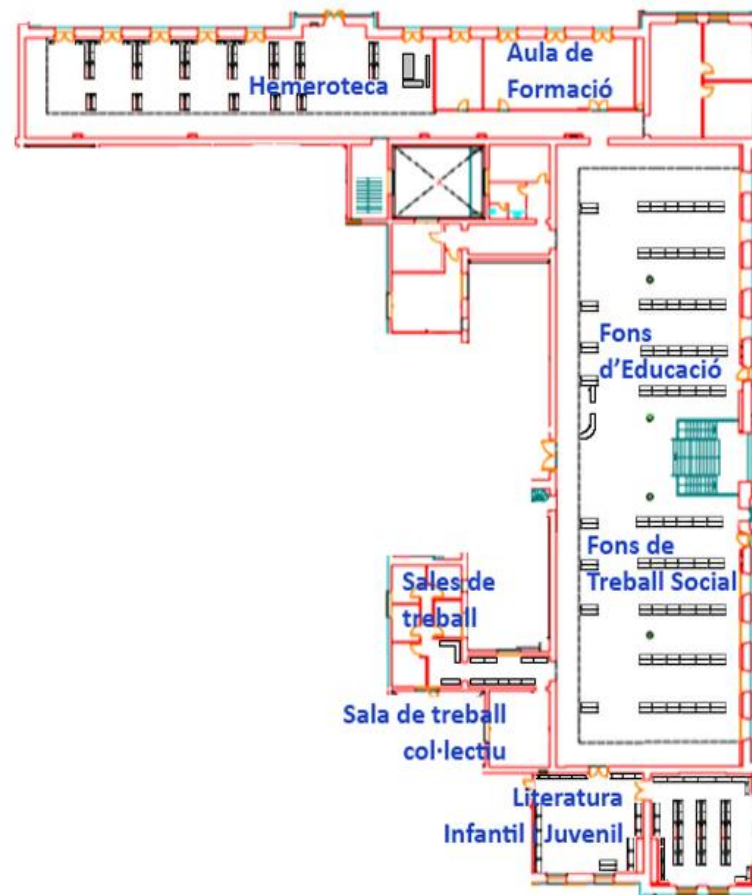 Hemeroteca
Aula de
Formació
Fons
d'Educació
Fons de
Treball Social
Sales de
treball
Sala de treball
col·lectiu
Literatura
Infantil i Juvenil